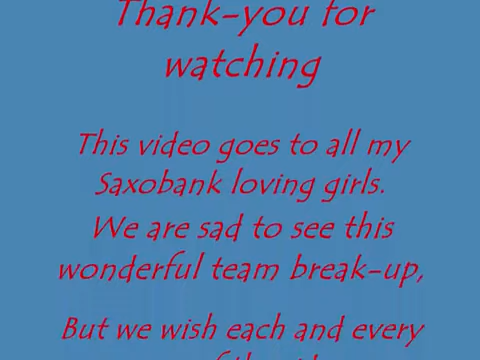 Thank-you for
watching
This video goes to all my
Saxobank loving girls.
We are sad to see this
wonderful team break-up,
But we wish each and every